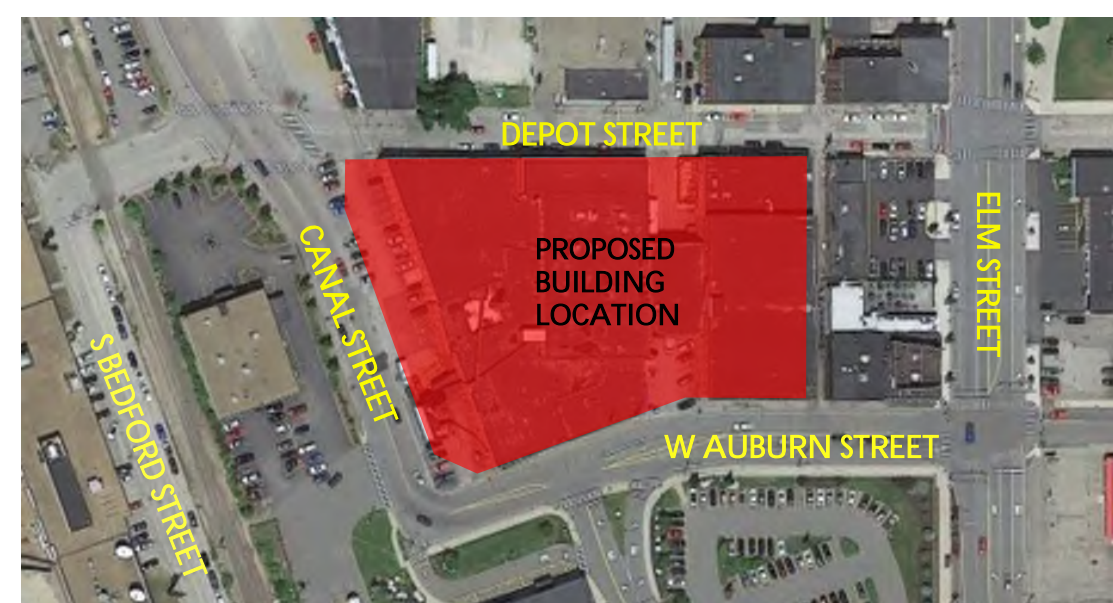 DEPOT STREET
CANAL STREET
PROPOSED
BUILDING
LOCATION
ELM STREET
S BEDFORD STREET
W AUBURN STREET